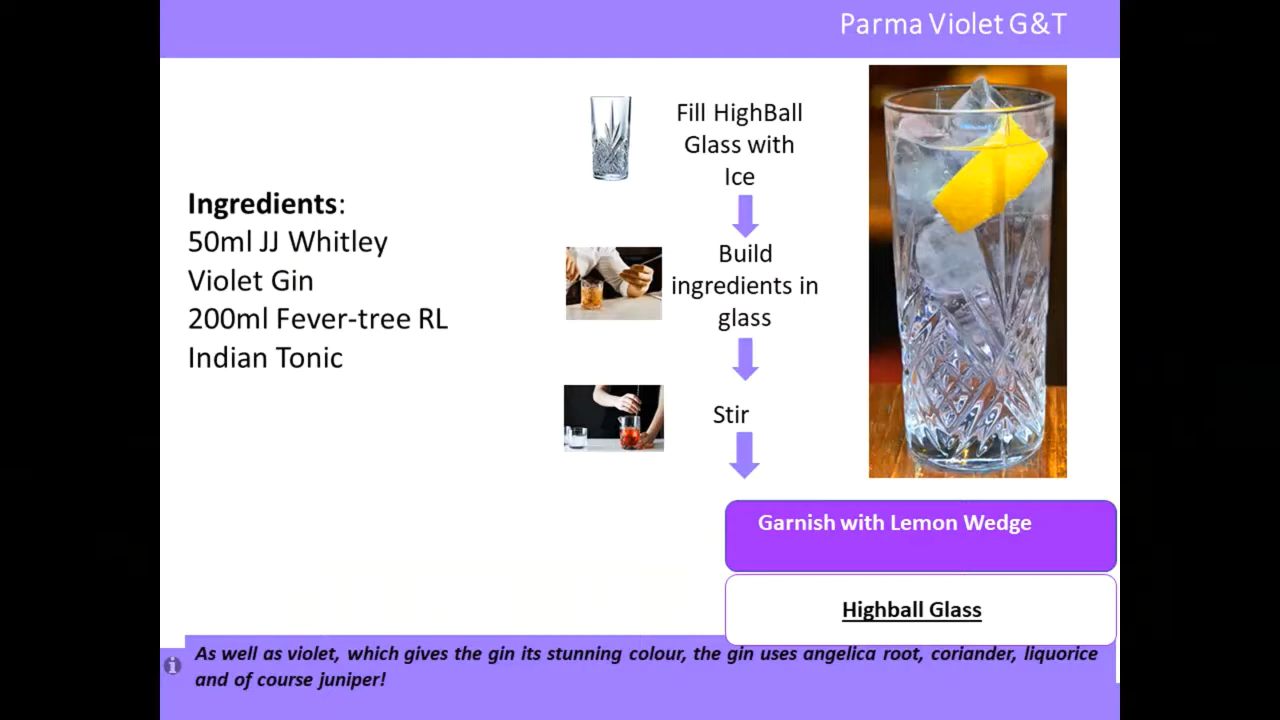 Parma Violet G&T
Ingredients:
50ml JJ Whitley
Violet Gin
200ml Fever-tree RL
Indian Tonic
Fill HighBall
Glass with
Ice
Build
ingredients in
glass
Stir
Garnish with Lemon Wedge
Highball Glass
As well as violet, which gives the gin its stunning colour, the gin uses angelica root, coriander, liquorice
and of course juniper!